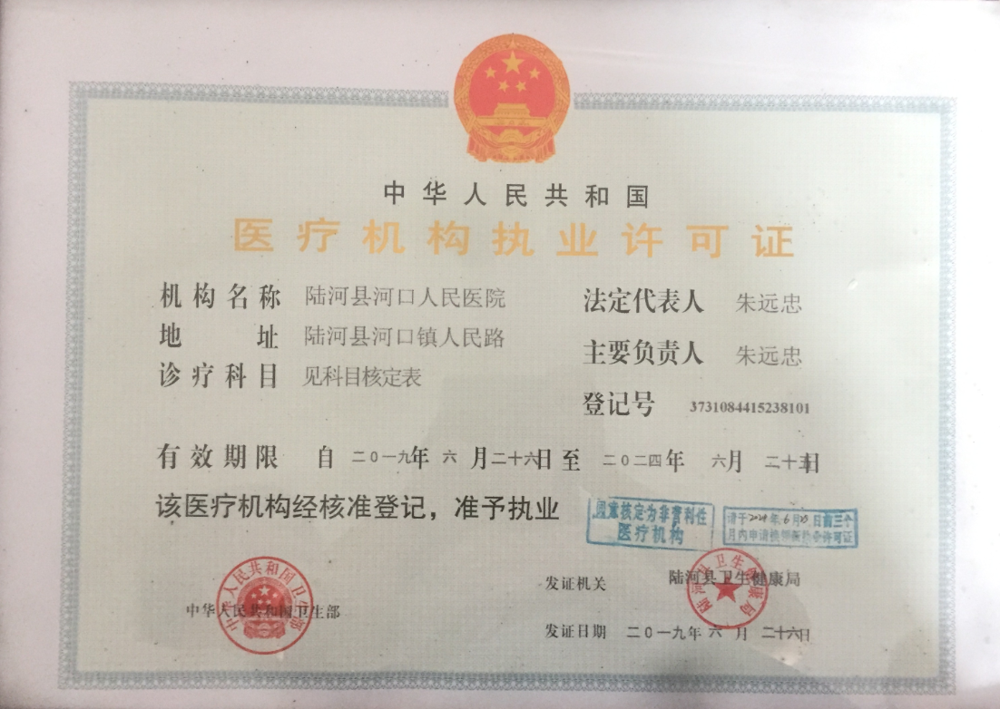 中华人民共和国
医疗机构执业许可证
机构名称 陆河县河口人民医院
地址 陆河县河口镇人民路
诊疗科目 见科目核定表
法定代表人 朱远忠
主要负责人 朱远忠
登记号 3731084415238101
有效期限 自 二〇一九年 六 月 二十六日 至 二〇二四年 六月 二十五日
该医疗机构经核准登记，准予执业
核定为非营利性
医疗机构
请于2024年6月25日前三个
月内申请换领新执业许可证
中华人民共和国卫生部
中华人民共和国卫生部
发证机关 陆河县卫生健康局
陆河县卫生健康局
发证日期 二〇一九年 六 月 二十六日